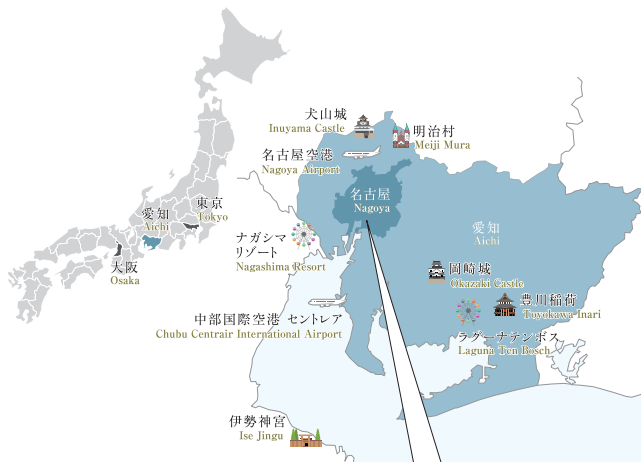 犬山城
Inuyama Castle
明治村
Meiji Mura
名古屋空港
Nagoya Airport
名古屋
Nagoya
東京
Tokyo
愛知
Aichi
大阪
Osaka
愛知
Aichi
ナガシマ
リゾート
Nagashima Resort
岡崎城
Okazaki Castle
豊川稲荷
Toyokawa Inari
中部国際空港 セントレア
Chubu Centrair International Airport
ラグーナテンボス
Laguna Ten Bosch
伊勢神宮
Ise Jingu